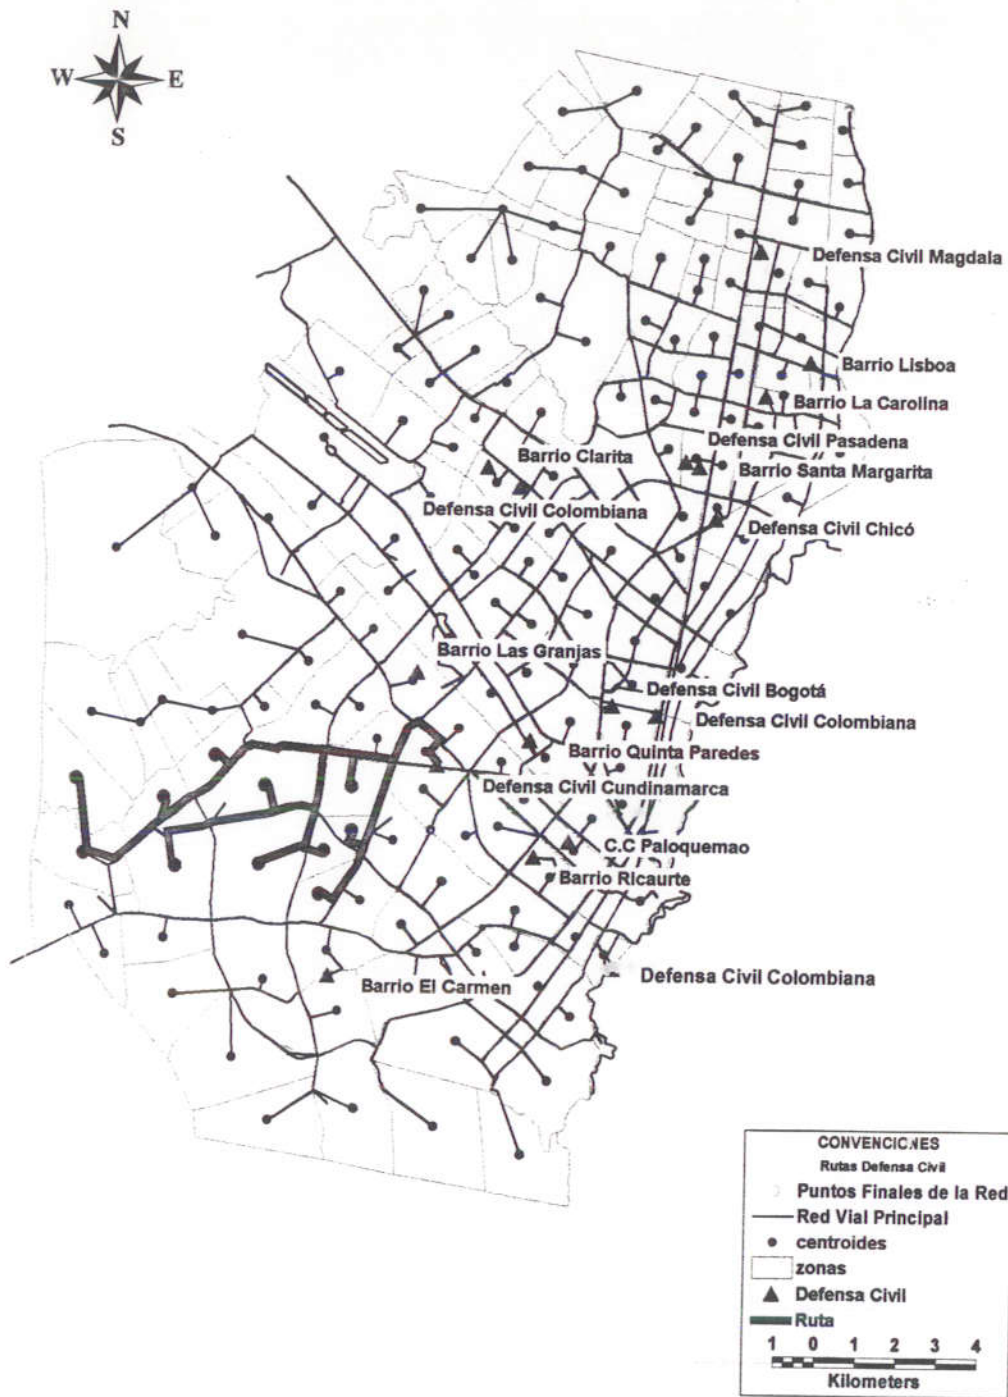 N
W E
S
Defensa Civil Magdala
Barrio Lisboa
Barrio La Carolina
Defensa Civil Pasadena
Barrio Clarita
Barrio Santa Margarita
Defensa Civil Colombiana
Defensa Civil Chicó
Barrio Las Granjas
Defensa Civil Bogotá
Defensa Civil Colombiana
Barrio Quinta Paredes
Defensa Civil Cundinamarca
C.C Paloquemao
Barrio Ricaurte
Defensa Civil Colombiana
Barrio El Carmen
CONVENCIONES
Rutas Defensa Civil
Puntos Finales de la Red
Red Vial Principal
centroides
zonas
Defensa Civil
Ruta
1 0 1 2 3 4
Kilometers